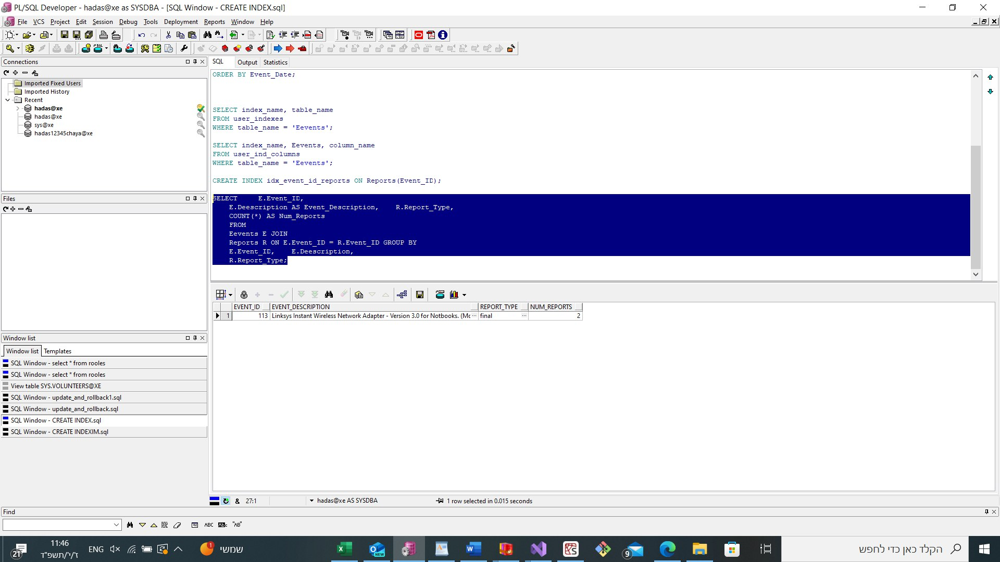 PL/SQL Developer - hadas@xe as SYSDBA - [SQL Window - CREATE INDEX.sql]
File VCS Project Edit Session Debug Tools Deployment Reports Window Help
Connections
Imported Fixed Users
Imported History
Recent
hadas@xe
hadas@xe
sys@xe
hadas12345chaya@xe
Files
Window list
Window list Templates
SQL Window - select * from rooles
SQL Window - select * from rooles
View table SYS.VOLUNTEERS@XE
SQL Window - update_and_rollback1.sql
SQL Window - update_and_rollback.sql
SQL Window - CREATE INDEX.sql
SQL Window - CREATE INDEXIM.sql
SQL Output Statistics
ORDER BY Event_Date;
SELECT index_name, table_name
FROM user_indexes
WHERE table_name = 'Eevents';
SELECT index_name, Eevents, column_name
FROM user_ind_columns
WHERE table_name = 'Eevents';
CREATE INDEX idx_event_id_reports ON Reports(Event_ID);
SELECT E.Event_ID,
E.Deescription AS Event_Description, R.Report_Type,
COUNT(*) AS Num_Reports
FROM
Eevents E JOIN
Reports R ON E.Event_ID = R.Event_ID GROUP BY
E.Event_ID, E.Deescription,
R.Report_Type;
EVENT_ID EVENT_DESCRIPTION REPORT_TYPE NUM_REPORTS
1 113 Linksys Instant Wireless Network Adapter - Version 3.0 for Notbooks. (Mc ... final ... 2
& 27:1 hadas@xe AS SYSDBA 1 row selected in 0.015 seconds
Find
ABC "AB"
21 11:46 ENG 1 שמשי 9 NEW הקלד כאן כדי לחפש
ז'/י'/תשפ"ד